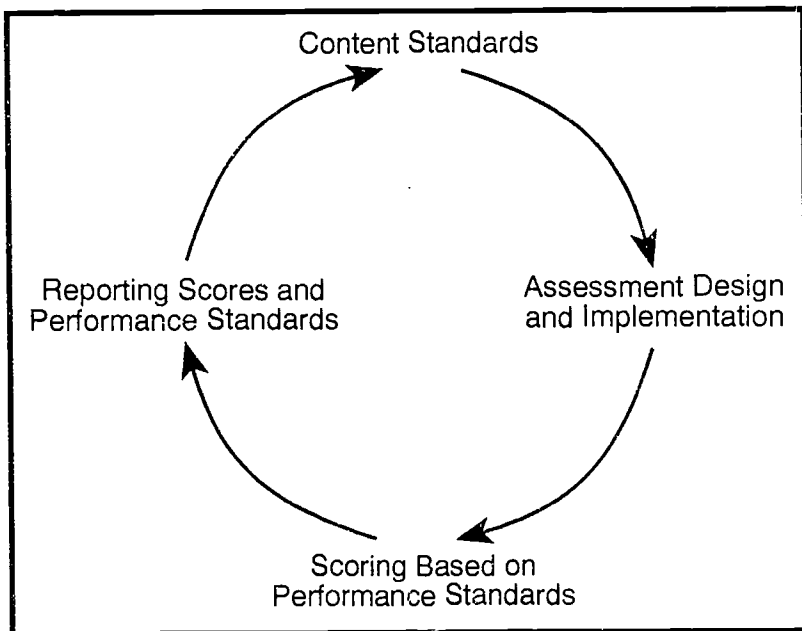 Content Standards
Assessment Design
and Implementation
Scoring Based on
Performance Standards
Reporting Scores and
Performance Standards